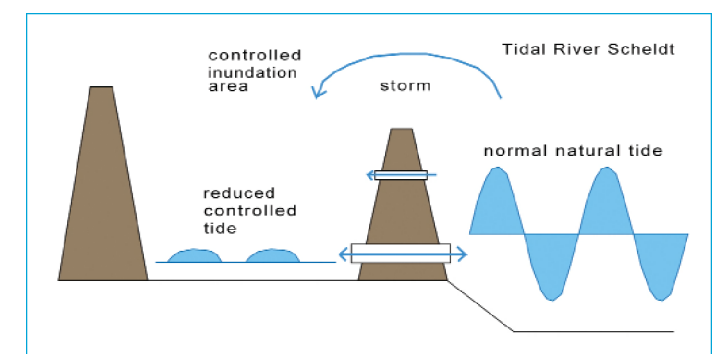 controlled
inundation
area
storm
Tidal River Scheldt
normal natural tide
reduced
controlled
tide